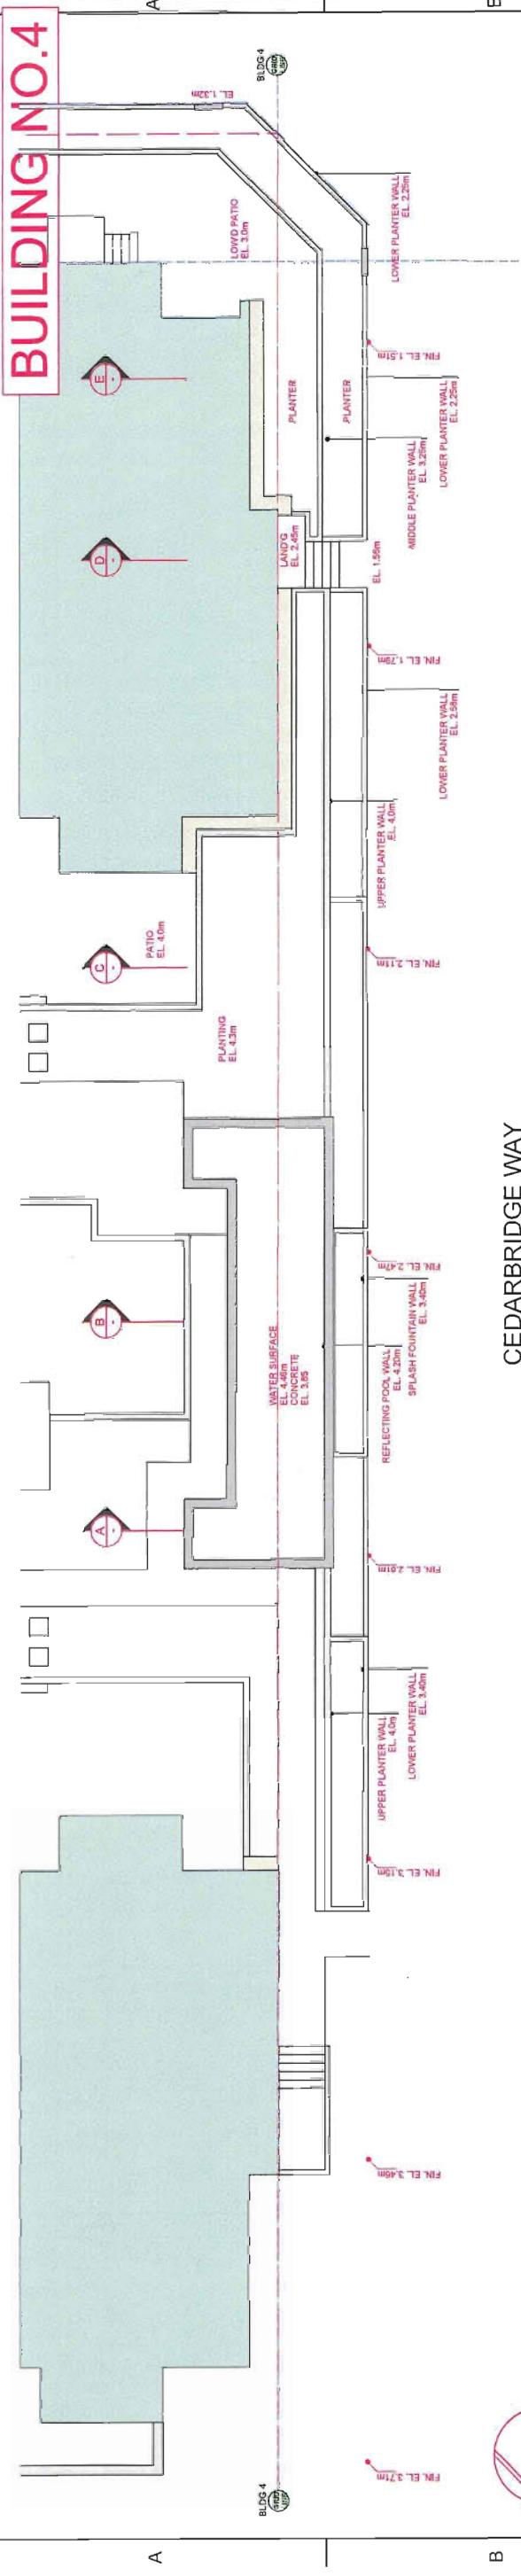 BUILDING NO.4
A
B
BLDG 4
EL. 1.32m
LOW'D PATIO
EL. 3.0m
LOWER PLANTER WALL
EL. 2.25m
E
PLANTER
PLANTER
FIN. EL. 1.51m
LOWER PLANTER WALL
EL. 2.25m
MIDDLE PLANTER WALL
EL. 3.25m
D
LAND'G
EL. 2.45m
EL. 1.55m
FIN. EL. 1.79m
LOWER PLANTER WALL
EL. 2.58m
UPPER PLANTER WALL
EL. 4.0m
C
PATIO
EL. 4.0m
FIN. EL. 2.11m
PLANTING
EL. 4.3m
CEDARBRIDGE WAY
FIN. EL. 2.47m
SPLASH FOUNTAIN WALL
EL. 3.40m
REFLECTING POOL WALL
EL. 4.20m
B
WATER SURFACE
EL. 4.46m
CONCRETE
EL. 3.85
A
FIN. EL. 2.81m
LOWER PLANTER WALL
EL. 3.40m
UPPER PLANTER WALL
EL. 4.0m
FIN. EL. 3.15m
FIN. EL. 3.46m
FIN. EL. 3.71m
BLDG 4
A
B